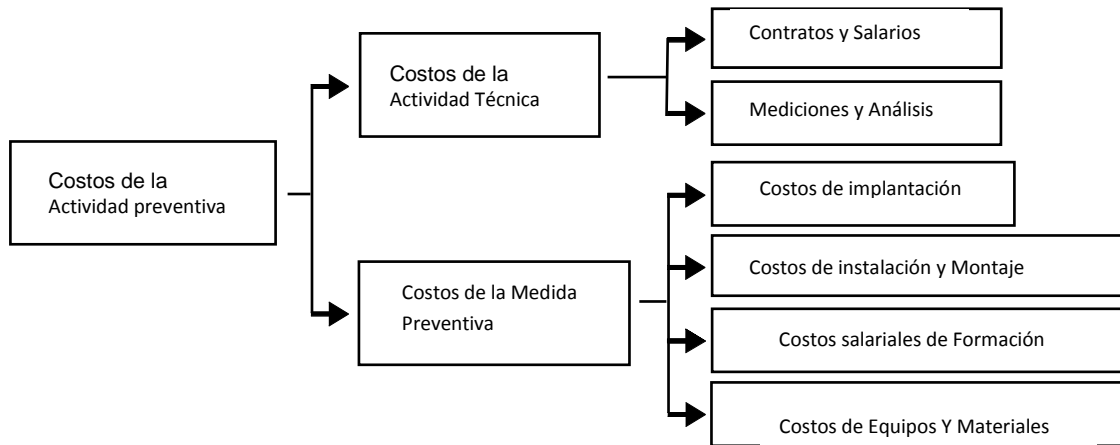 Costos de la
Actividad preventiva
Costos de la
Actividad Técnica
Contratos y Salarios
Mediciones y Análisis
Costos de la Medida
Preventiva
Costos de implantación
Costos de instalación y Montaje
Costos salariales de Formación
Costos de Equipos Y Materiales